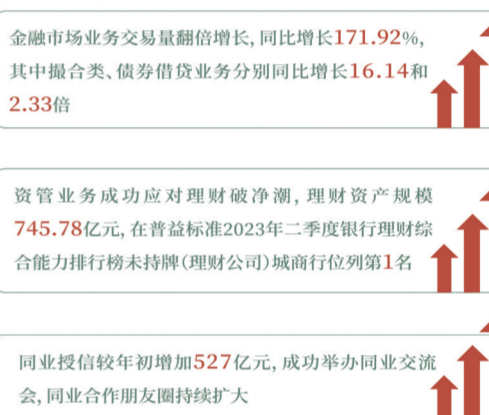 金融市场业务交易量翻倍增长, 同比增长171.92%,
其中撮合类、债券借贷业务分别同比增长16.14和
2.33倍
资管业务成功应对理财破净潮, 理财资产规模
745.78亿元, 在普益标准2023年二季度银行理财综
合能力排行榜未持牌(理财公司)城商行位列第1名
同业授信较年初增加527亿元, 成功举办同业交流
会, 同业合作朋友圈持续扩大